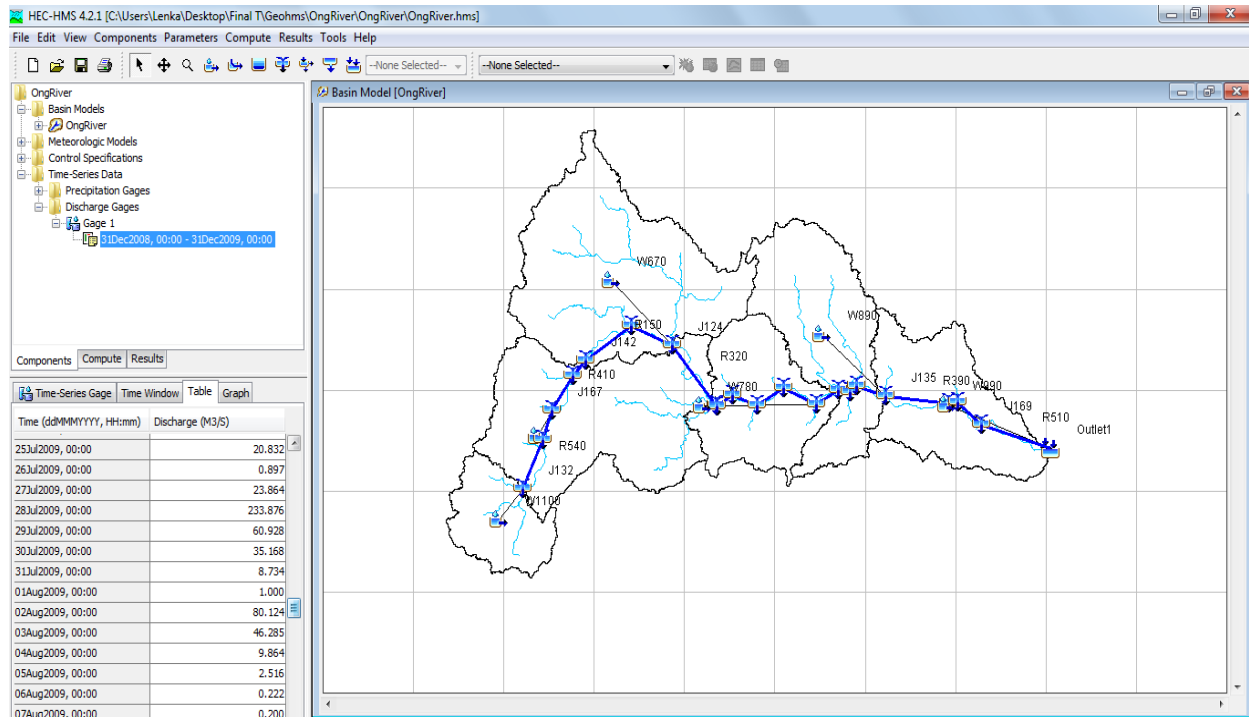 HEC-HMS 4.2.1 [C:\Users\Lenka\Desktop\Final T\Geohms\OngRiver\OngRiver\OngRiver.hms]
File Edit View Components Parameters Compute Results Tools Help
--None Selected-- --None Selected--
OngRiver
Basin Models
OngRiver
Meteorologic Models
Control Specifications
Time-Series Data
Precipitation Gages
Discharge Gages
Gage 1
31Dec2008, 00:00 - 31Dec2009, 00:00
Components Compute Results
Time-Series Gage Time Window Table Graph
Time (ddMMMYYYY, HH:mm) Discharge (M3/S)
25Jul2009, 00:00 20.832
26Jul2009, 00:00 0.897
27Jul2009, 00:00 23.864
28Jul2009, 00:00 233.876
29Jul2009, 00:00 60.928
30Jul2009, 00:00 35.168
31Jul2009, 00:00 8.734
01Aug2009, 00:00 1.000
02Aug2009, 00:00 80.124
03Aug2009, 00:00 46.285
04Aug2009, 00:00 9.864
05Aug2009, 00:00 2.516
06Aug2009, 00:00 0.222
07Aug2009, 00:00 0.200
Basin Model [OngRiver]
W670
W890
R150 J124
J142
R320
R410
J135 R390 W990
W780
J167
J169
R510
Outlet1
R540
J132
W1100